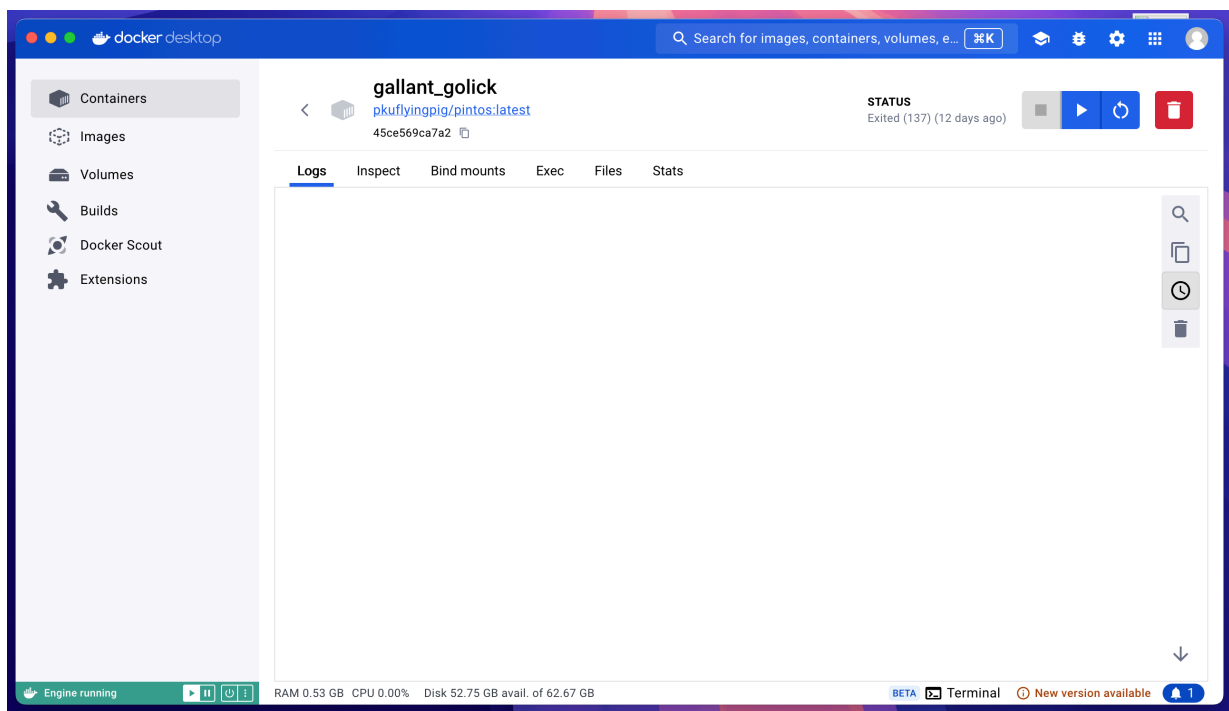 docker desktop
Search for images, containers, volumes, e...
⌘K
Containers
Images
Volumes
Builds
Docker Scout
Extensions
gallant_golick
pkuflyingpig/pintos:latest
45ce569ca7a2
STATUS
Exited (137) (12 days ago)
Logs
Inspect
Bind mounts
Exec
Files
Stats
Engine running
RAM 0.53 GB
CPU 0.00%
Disk 52.75 GB avail. of 62.67 GB
BETA
Terminal
New version available
1